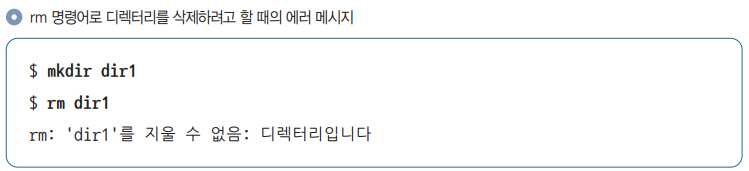 rm 명령어로 디렉터리를 삭제하려고 할 때의 에러 메시지
$ mkdir dir1
$ rm dir1
rm: 'dir1'를 지울 수 없음: 디렉터리입니다